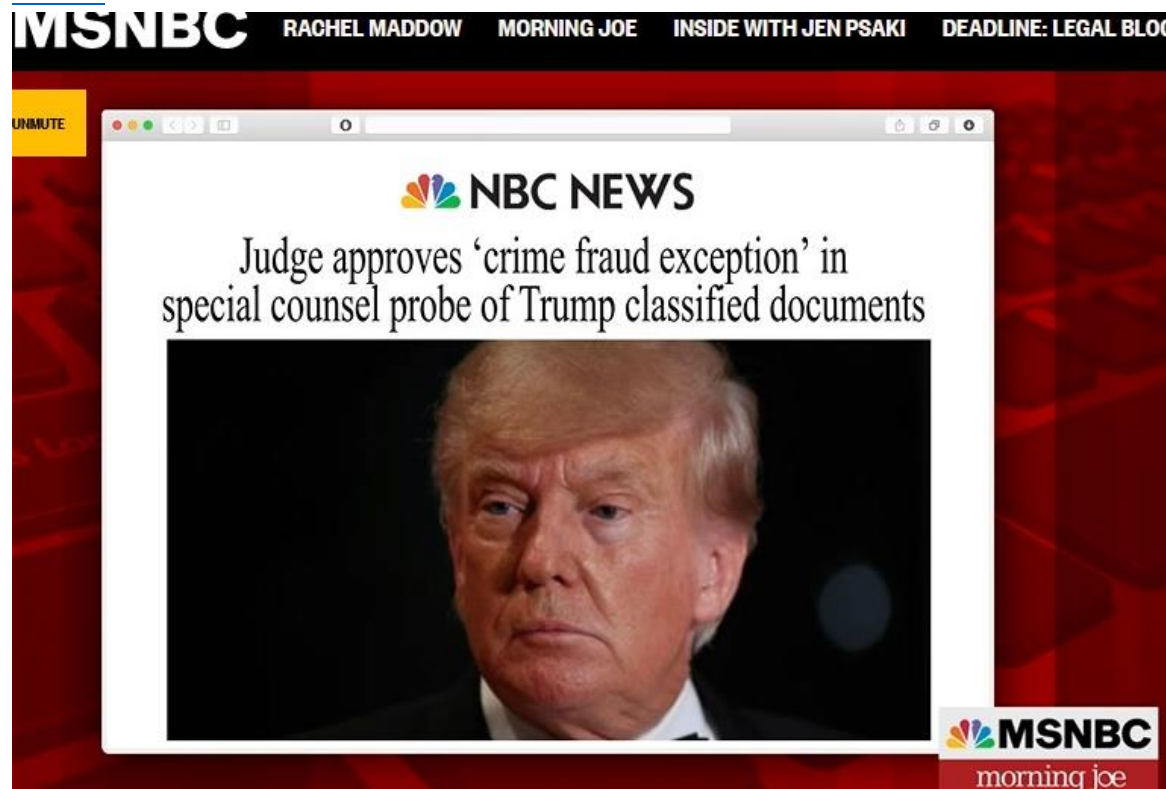 MSNBC RACHEL MADDOW MORNING JOE INSIDE WITH JEN PSAKI DEADLINE: LEGAL BLOG
UNMUTE
NBC NEWS
Judge approves ‘crime fraud exception’ in
special counsel probe of Trump classified documents
MSNBC
morning joe